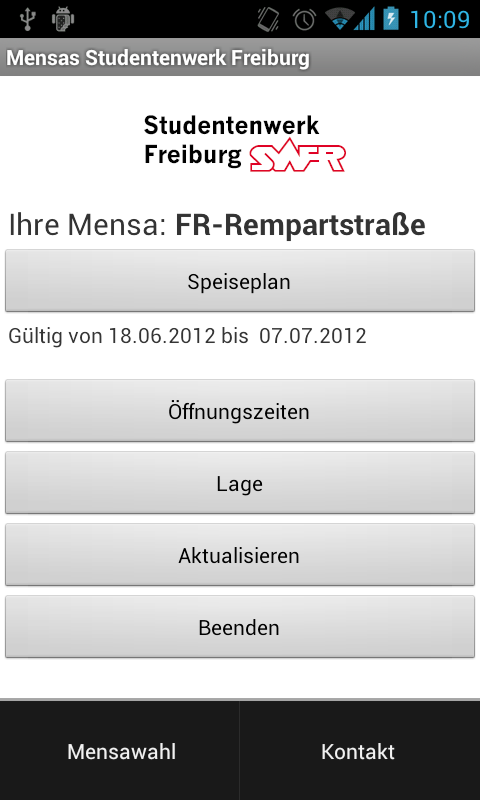 10:09
Mensas Studentenwerk Freiburg
Studentenwerk
Freiburg SWFR
Ihre Mensa: FR-Rempartstraße
Speiseplan
Gültig von 18.06.2012 bis  07.07.2012
Öffnungszeiten
Lage
Aktualisieren
Beenden
Mensawahl
Kontakt